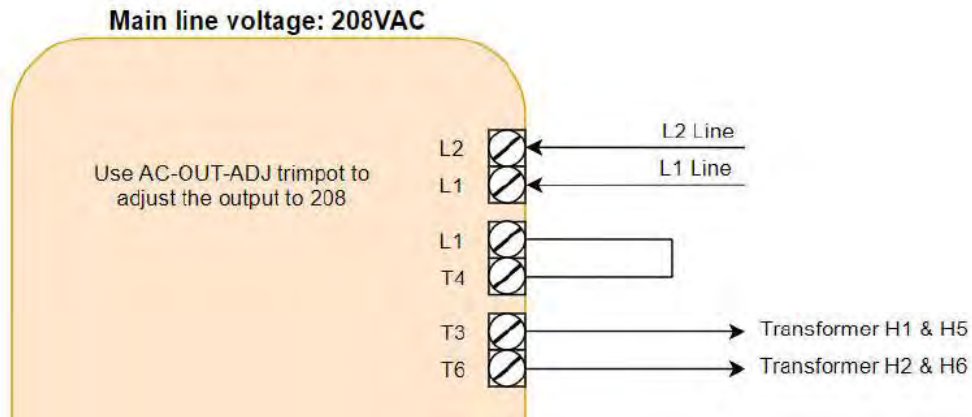 Main line voltage: 208VAC
Use AC-OUT-ADJ trimpot to
adjust the output to 208
L2
L2 Line
L1
L1 Line
L1
T4
T3
Transformer H1 & H5
T6
Transformer H2 & H6